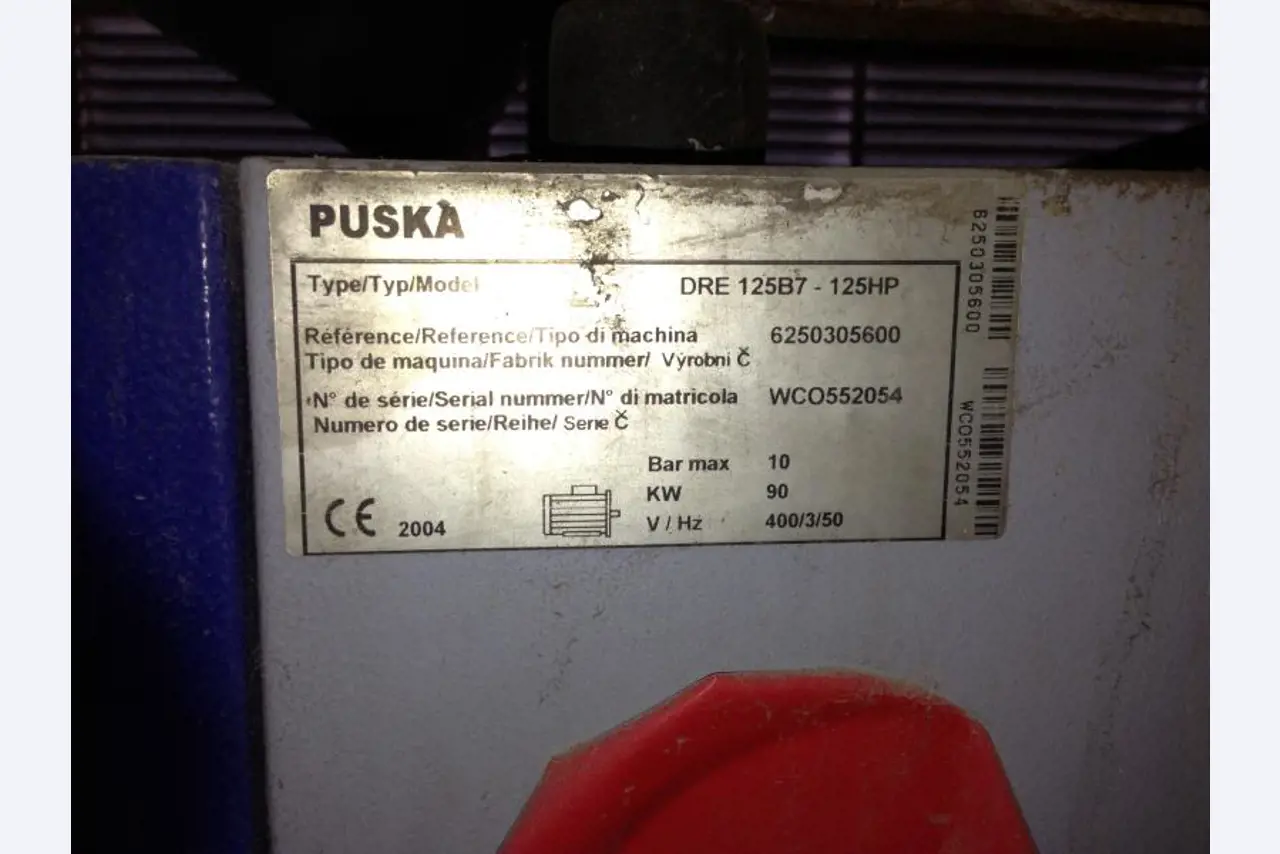 PUSKA
Type/Typ/Model DRE 125B7 - 125HP
Référence/Reference/Tipo di machina 6250305600
Tipo de maquina/Fabrik nummer/ Výrobni Č
N° de série/Serial nummer/N° di matricola WCO552054
Numero de serie/Reihe/ Serie Č
Bar max 10
KW 90
V / Hz 400/3/50
CE 2004
6250305600
WCO552054